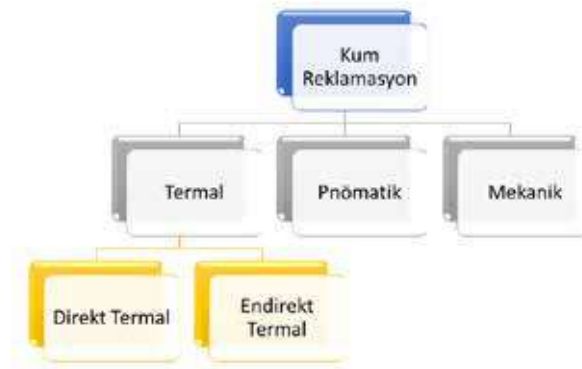 Kum
Reklamasyon
Termal
Pnömatik
Mekanik
Direkt Termal
Endirekt
Termal